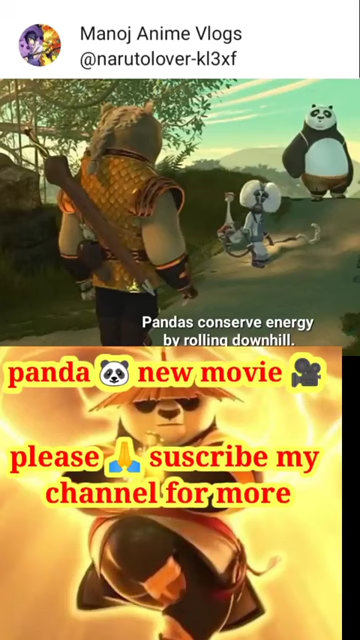 Manoj Anime Vlogs
@narutolover-kl3xf
Pandas conserve energy
by rolling downhill.
panda 🐼 new movie 🎥
please 🙏 suscribe my
channel for more